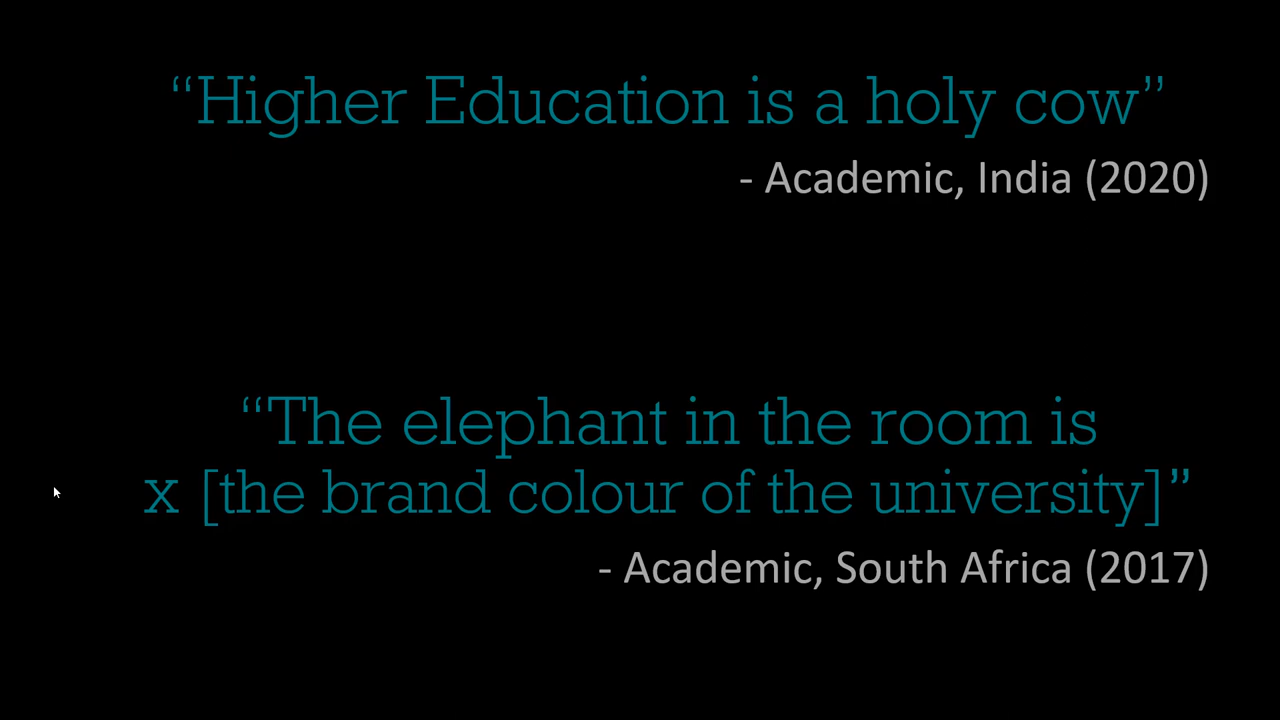 “Higher Education is a holy cow”
- Academic, India (2020)
“The elephant in the room is
x [the brand colour of the university]”
- Academic, South Africa (2017)